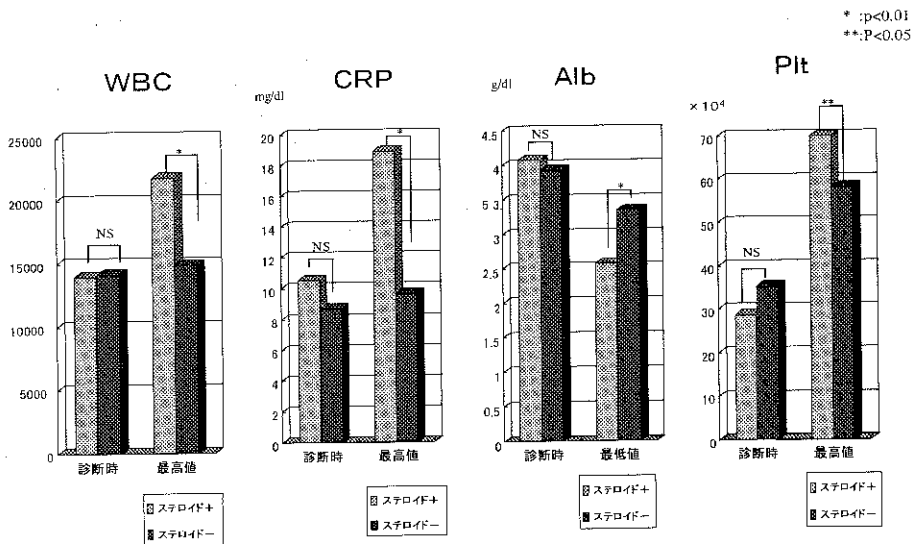 * :p<0.01
**:P<0.05
WBC
25000
20000
15000
10000
5000
0
*
NS
診断時
最高値
ステロイド+
ステロイドー
CRP
mg/dl
20
18
16
14
12
10
8
6
4
2
0
*
NS
診断時
最高値
ステロイド+
ステロイドー
Alb
g/dl
4.5
4
3.5
3
2.5
2
1.5
1
0.5
0
NS
*
診断時
最低値
ステロイド+
ステロイドー
Plt
× 10⁴
70
60
50
40
30
20
10
0
**
NS
診断時
最高値
ステロイド+
ステロイドー